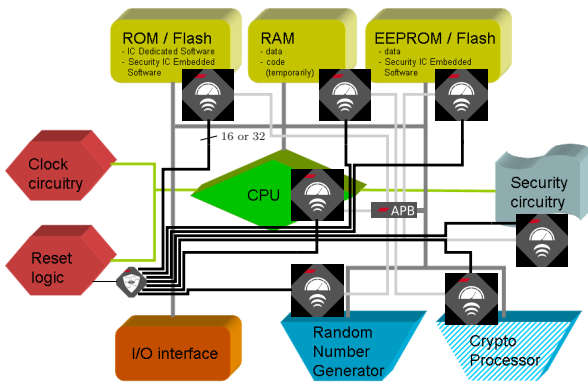 ROM / Flash
- IC Dedicated Software
- Security IC Embedded
Software
RAM
- data
- code
(temporarily)
EEPROM / Flash
- data
- Security IC Embedded
Software
16 or 32
Clock
circuitry
CPU
Security
circuitry
APB
Reset
logic
I/O interface
Random
Number
Generator
Crypto
Processor